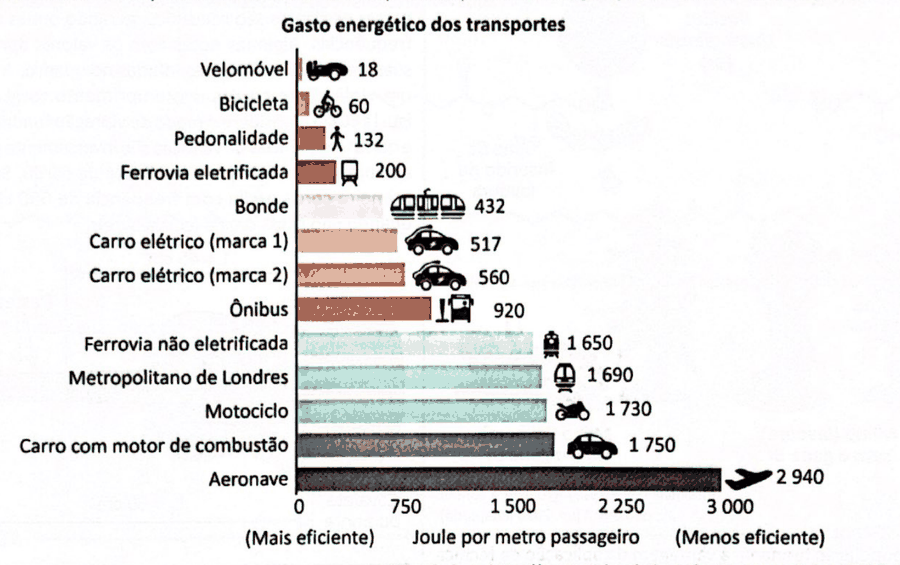 Gasto energético dos transportes
Velomóvel 18
Bicicleta 60
Pedonalidade 132
Ferrovia eletrificada 200
Bonde 432
Carro elétrico (marca 1) 517
Carro elétrico (marca 2) 560
Ônibus 920
Ferrovia não eletrificada 1 650
Metropolitano de Londres 1 690
Motociclo 1 730
Carro com motor de combustão 1 750
Aeronave 2 940
0 750 1 500 2 250 3 000
(Mais eficiente) Joule por metro passageiro (Menos eficiente)